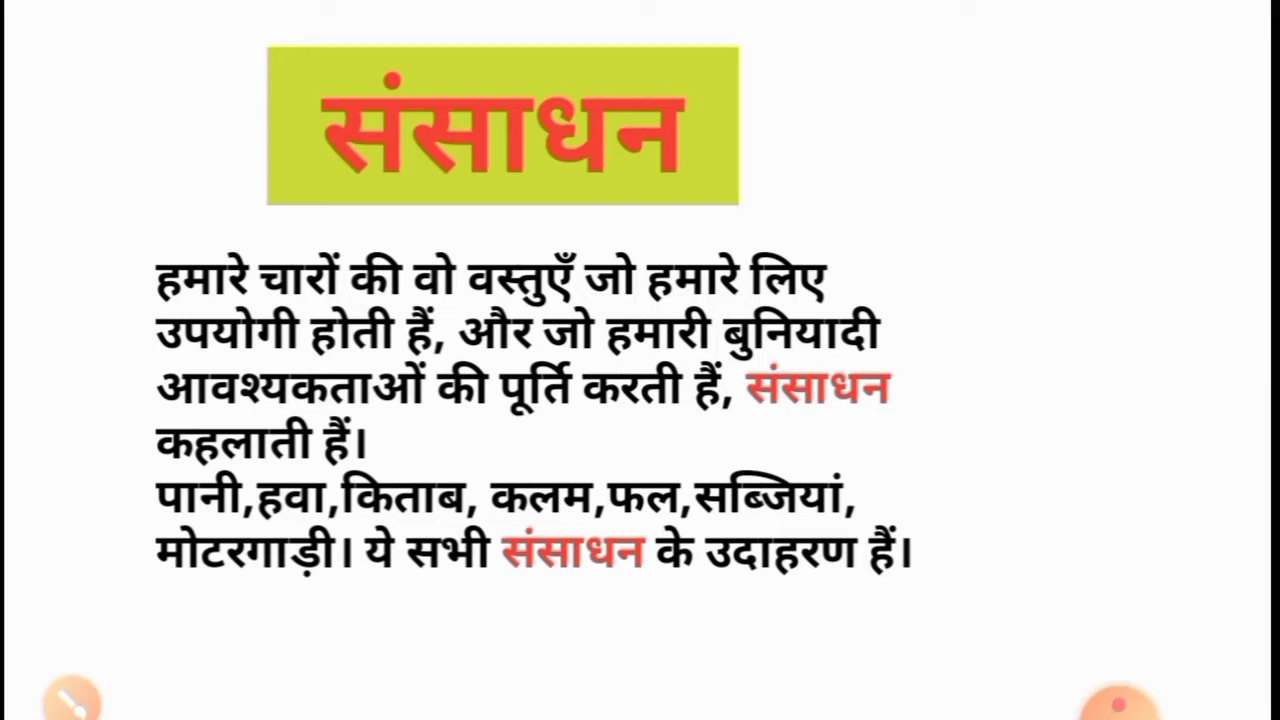 संसाधन
हमारे चारों की वो वस्तुएँ जो हमारे लिए
उपयोगी होती हैं, और जो हमारी बुनियादी
आवश्यकताओं की पूर्ति करती हैं, संसाधन
कहलाती हैं।
पानी,हवा,किताब, कलम,फल,सब्जियां,
मोटरगाड़ी। ये सभी संसाधन के उदाहरण हैं।